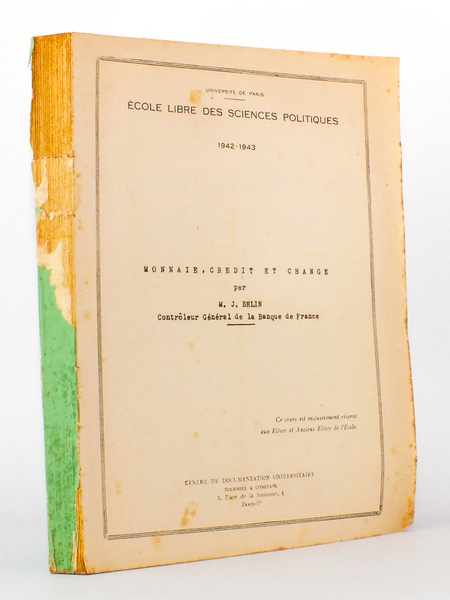 UNIVERSITÉ DE PARIS
ÉCOLE LIBRE DES SCIENCES POLITIQUES
1942-1943
MONNAIE, CREDIT ET CHANGE
par
M. J. BELIN
Contrôleur Général de la Banque de France
Ce cours est exclusivement réservé
aux Elèves et Anciens Elèves de l'École.
CENTRE DE DOCUMENTATION UNIVERSITAIRE
TOURNIER & CONSTANS
5, Place de la Sorbonne, 5
PARIS-Vᵉ